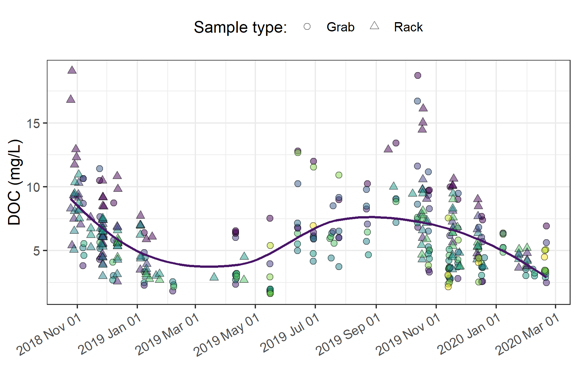 Sample type: Grab Rack
DOC (mg/L)
15
10
5
2018 Nov 01
2019 Jan 01
2019 Mar 01
2019 May 01
2019 Jul 01
2019 Sep 01
2019 Nov 01
2020 Jan 01
2020 Mar 01